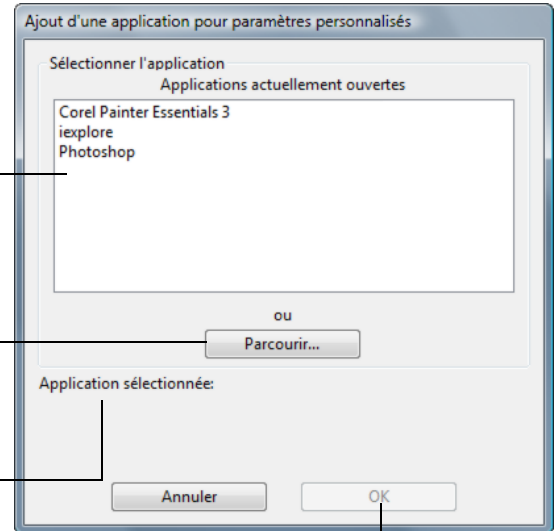 Ajout d'une application pour paramètres personnalisés
Sélectionner l'application
Applications actuellement ouvertes
Corel Painter Essentials 3
iexplore
Photoshop
ou
Parcourir...
Application sélectionnée:
Annuler
OK